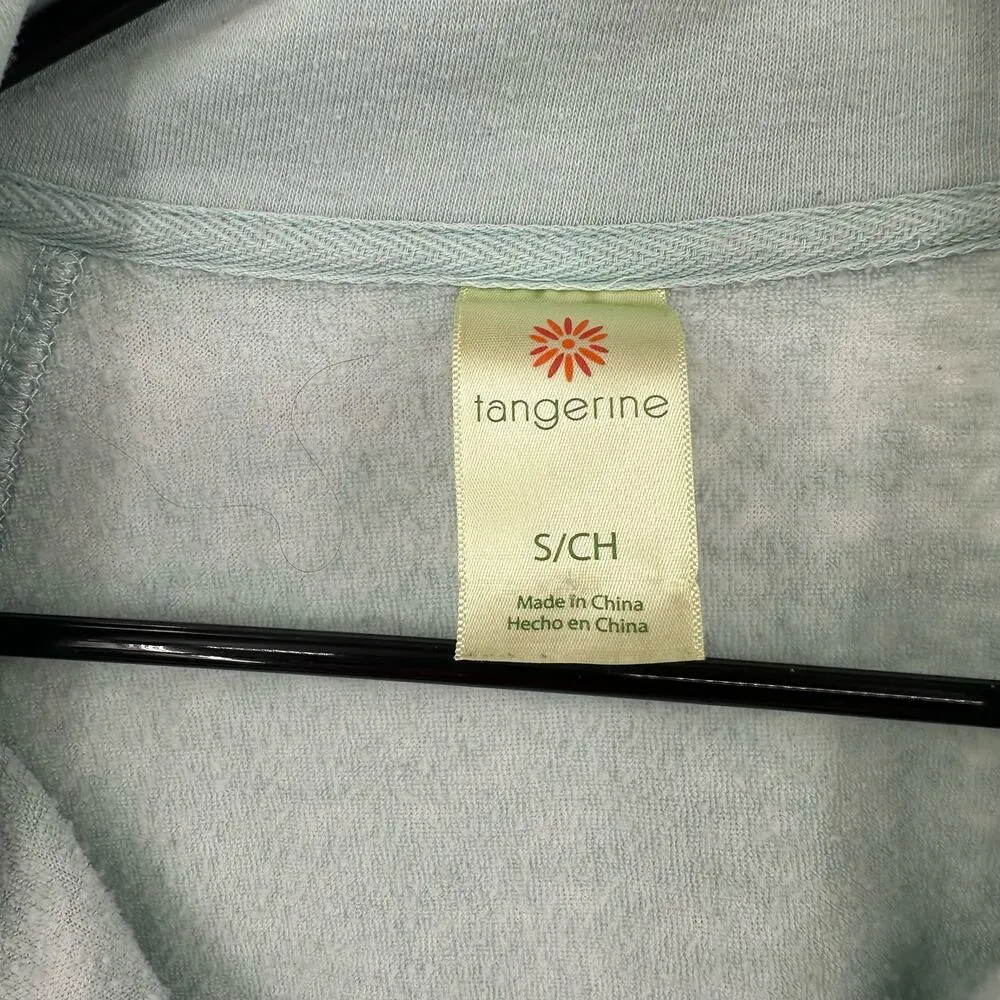 tangerine
S/CH
Made in China
Hecho en China